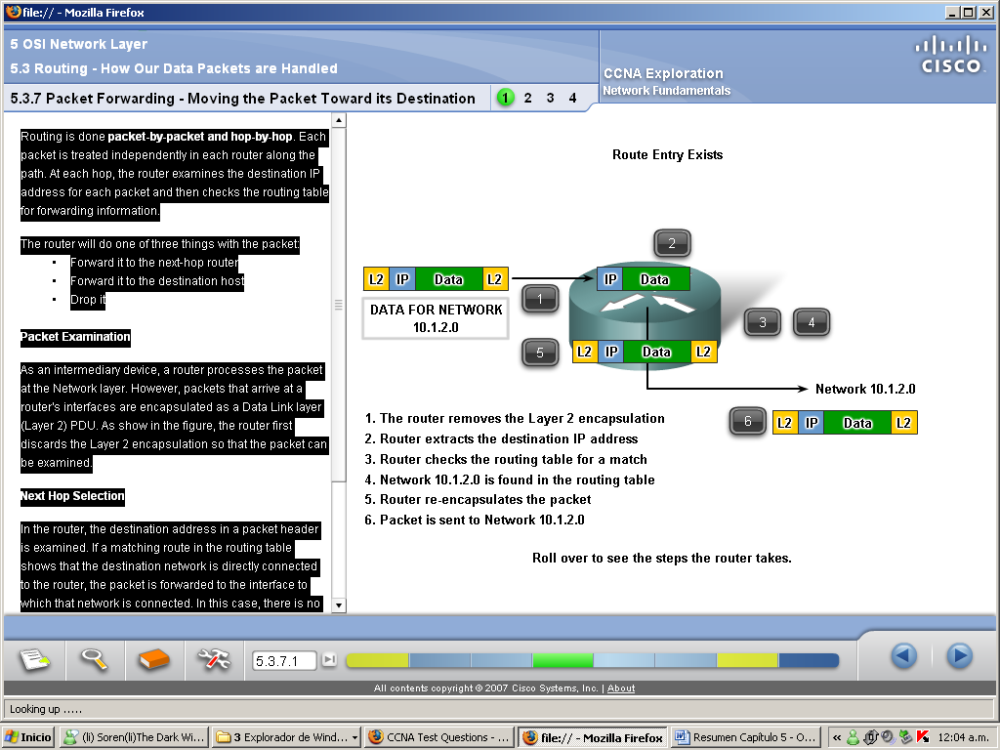 file:// - Mozilla Firefox
5 OSI Network Layer
5.3 Routing - How Our Data Packets are Handled
CCNA Exploration
Network Fundamentals
CISCO
5.3.7 Packet Forwarding - Moving the Packet Toward its Destination 1 2 3 4
Routing is done packet-by-packet and hop-by-hop. Each
packet is treated independently in each router along the
path. At each hop, the router examines the destination IP
address for each packet and then checks the routing table
for forwarding information.
The router will do one of three things with the packet:
• Forward it to the next-hop router
• Forward it to the destination host
• Drop it
Packet Examination
As an intermediary device, a router processes the packet
at the Network layer. However, packets that arrive at a
router's interfaces are encapsulated as a Data Link layer
(Layer 2) PDU. As show in the figure, the router first
discards the Layer 2 encapsulation so that the packet can
be examined.
Next Hop Selection
In the router, the destination address in a packet header
is examined. If a matching route in the routing table
shows that the destination network is directly connected
to the router, the packet is forwarded to the interface to
which that network is connected. In this case, there is no
Route Entry Exists
2
L2 IP Data L2
IP Data
DATA FOR NETWORK
10.1.2.0
1
3
4
5
L2 IP Data L2
Network 10.1.2.0
6
L2 IP Data L2
1. The router removes the Layer 2 encapsulation
2. Router extracts the destination IP address
3. Router checks the routing table for a match
4. Network 10.1.2.0 is found in the routing table
5. Router re-encapsulates the packet
6. Packet is sent to Network 10.1.2.0
Roll over to see the steps the router takes.
5.3.7.1
All contents copyright © 2007 Cisco Systems, Inc. | About
Looking up .....
Inicio
(li) Soren(li)The Dark Wi...
3 Explorador de Wind...
CCNA Test Questions - ...
file:// - Mozilla Firefox
Resumen Capítulo 5 - O...
12:04 a.m.